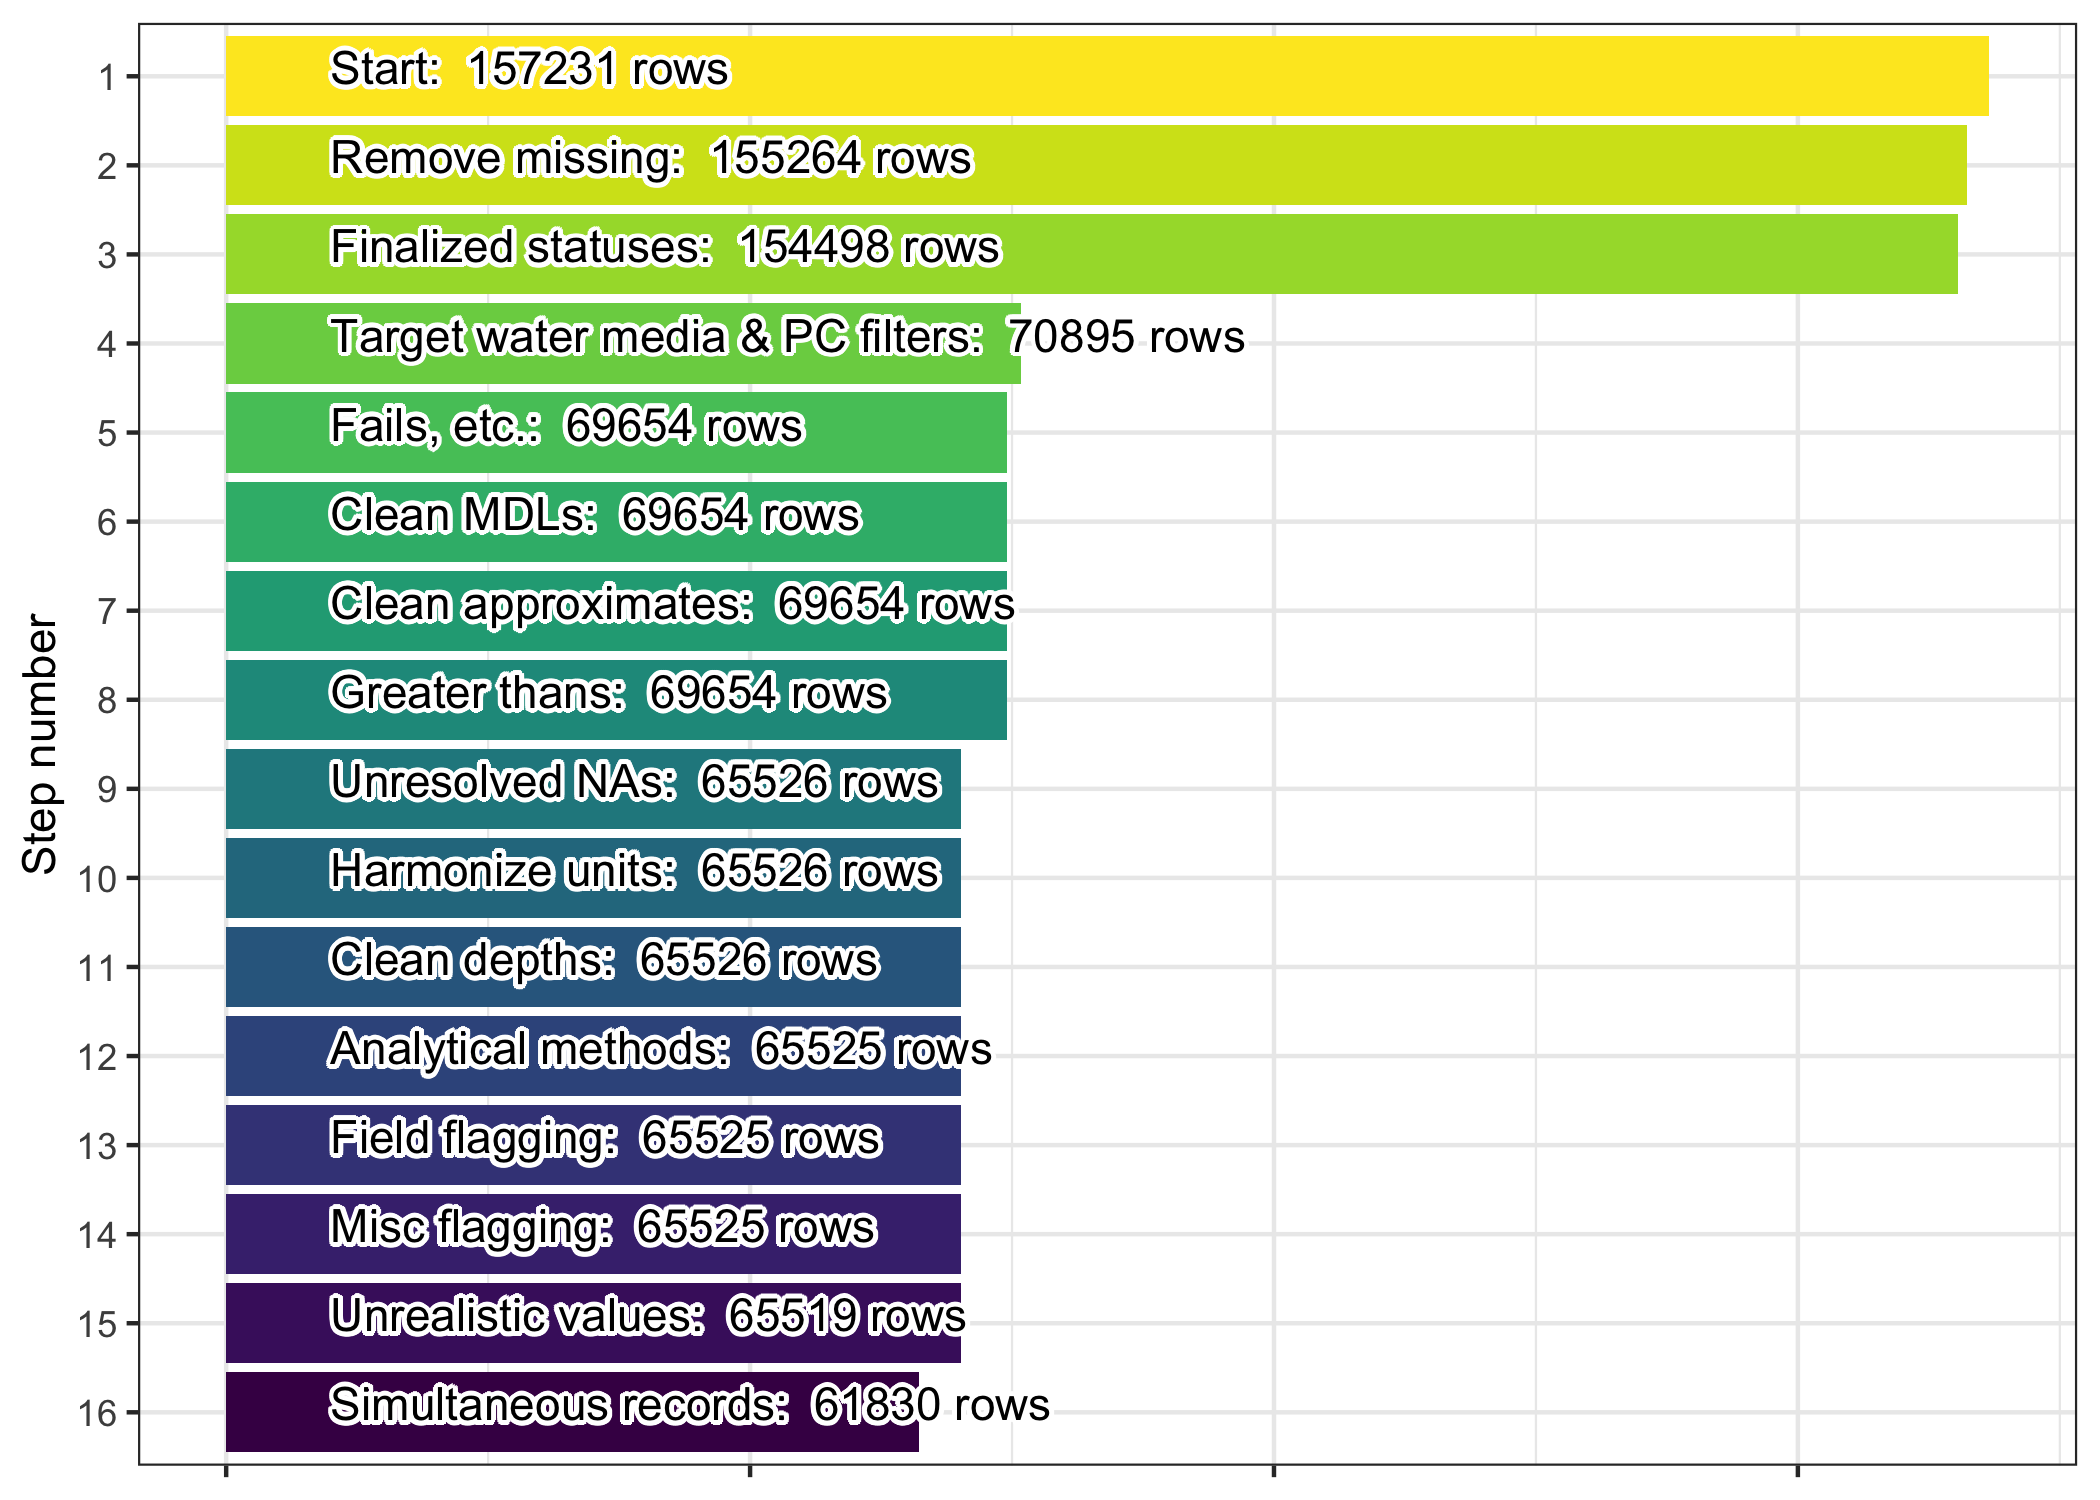 1
Start: 157231 rows
2
Remove missing: 155264 rows
3
Finalized statuses: 154498 rows
4
Target water media & PC filters: 70895 rows
5
Fails, etc.: 69654 rows
6
Clean MDLs: 69654 rows
7
Clean approximates: 69654 rows
8
Greater thans: 69654 rows
9
Unresolved NAs: 65526 rows
10
Harmonize units: 65526 rows
11
Clean depths: 65526 rows
12
Analytical methods: 65525 rows
13
Field flagging: 65525 rows
14
Misc flagging: 65525 rows
15
Unrealistic values: 65519 rows
16
Simultaneous records: 61830 rows
Step number